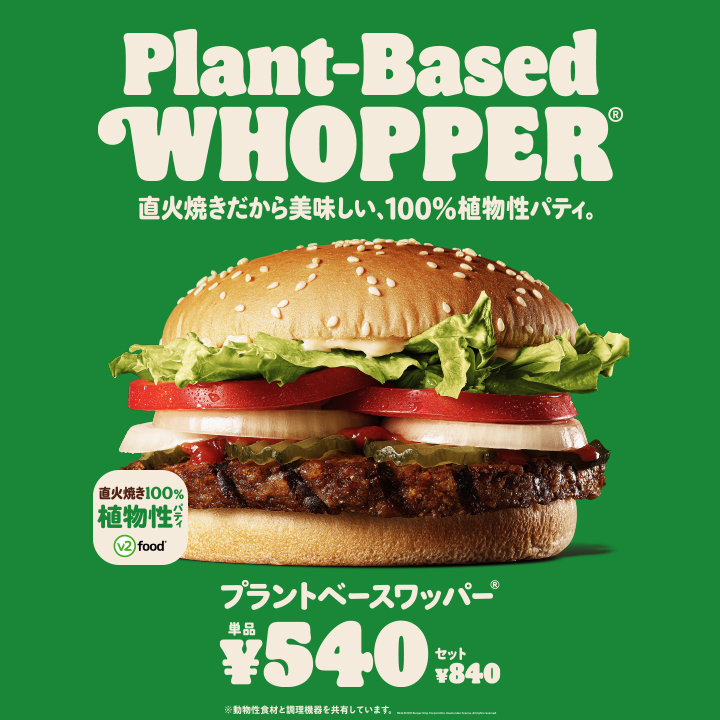 Plant-Based
WHOPPER®
直火焼きだから美味しい、100%植物性パティ。
直火焼き100%
植物性パティ
v2food®
プラントベースワッパー®
単品
¥540
セット
¥840
※動物性食材と調理機器を共有しています。